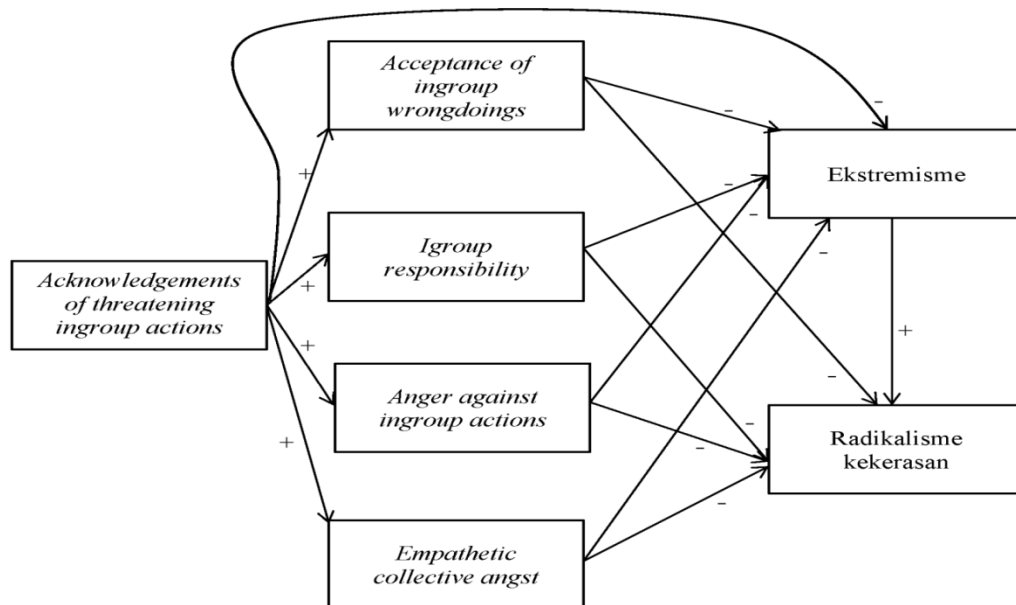 Acceptance of
ingroup
wrongdoings
-
-
-
Ekstremisme
+
-
-
Igroup
responsibility
-
Acknowledgements
of threatening
ingroup actions
+
+
+
-
Anger against
ingroup actions
-
-
Radikalisme
kekerasan
+
-
-
Empathetic
collective angst